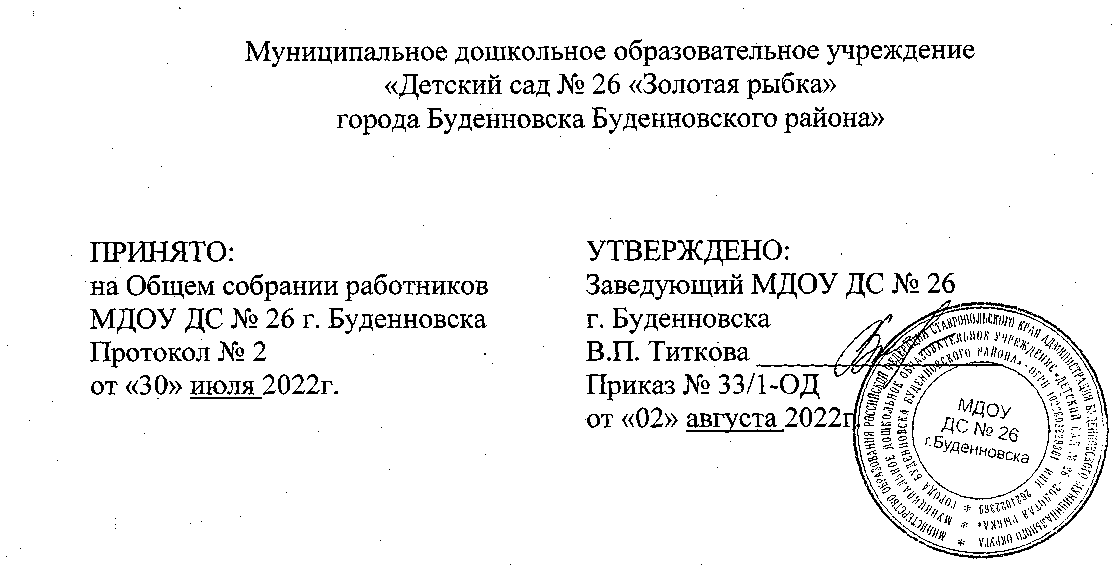 Муниципальное дошкольное образовательное учреждение
«Детский сад № 26 «Золотая рыбка»
города Буденновска Буденновского района»
ПРИНЯТО:
на Общем собрании работников
МДОУ ДС № 26 г. Буденновска
Протокол № 2
от «30» июля 2022г.
УТВЕРЖДЕНО:
Заведующий МДОУ ДС № 26
г. Буденновска
В.П. Титкова
Приказ № 33/1-ОД
от «02» августа 2022г.
МДОУ
ДС № 26
г.Буденновска